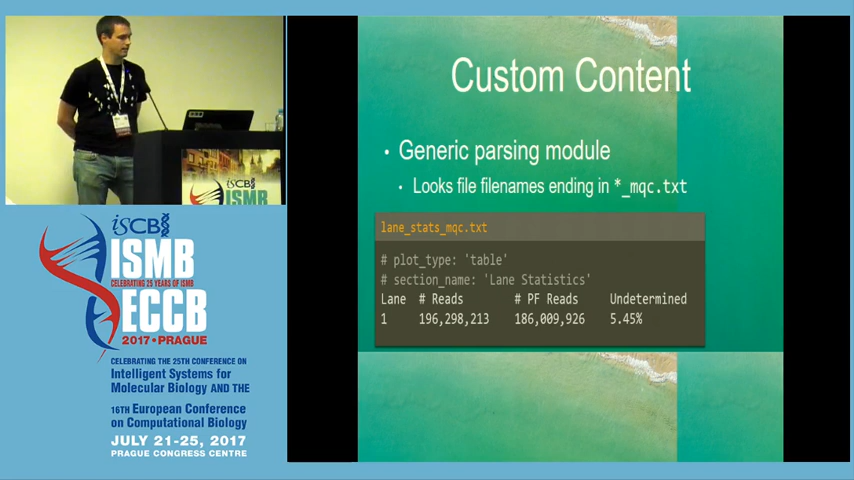 Custom Content
• Generic parsing module
• Looks file filenames ending in *_mqc.txt
lane_stats_mqc.txt
# plot_type: 'table'
# section_name: 'Lane Statistics'
Lane # Reads # PF Reads Undetermined
1 196,298,213 186,009,926 5.45%
iSCB
ISMB
iSCB
ISMB
CELEBRATING 25 YEARS OF ISMB
ECCB
2017 • PRAGUE
CELEBRATING THE 25TH CONFERENCE ON
Intelligent Systems for
Molecular Biology AND THE
16TH European Conference
on Computational Biology
JULY 21-25, 2017
PRAGUE CONGRESS CENTRE